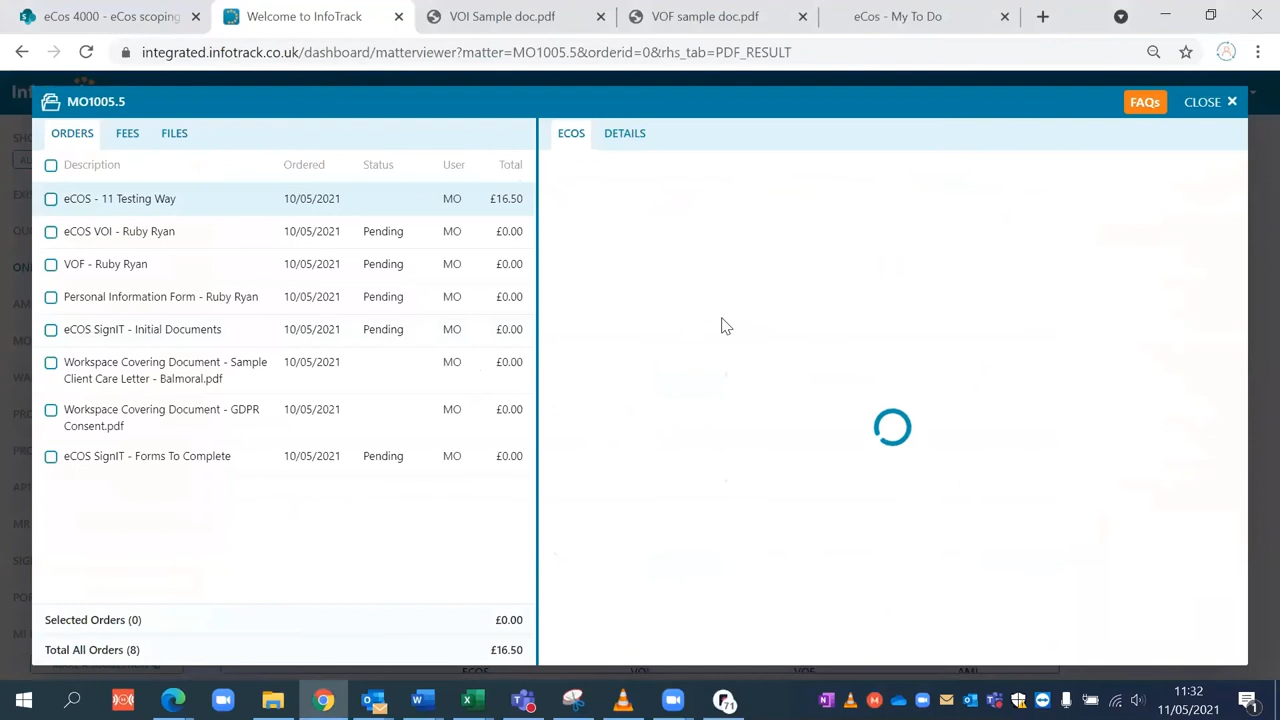 eCos 4000 - eCos scoping
Welcome to InfoTrack
VOI Sample doc.pdf
VOF sample doc.pdf
eCos - My To Do
integrated.infotrack.co.uk/dashboard/matterviewer?matter=MO1005.5&orderid=0&rhs_tab=PDF_RESULT
MO1005.5
FAQs
CLOSE
ORDERS FEES FILES
ECOS DETAILS
Description Ordered Status User Total
eCOS - 11 Testing Way 10/05/2021 MO £16.50
eCOS VOI - Ruby Ryan 10/05/2021 Pending MO £0.00
VOF - Ruby Ryan 10/05/2021 Pending MO £0.00
Personal Information Form - Ruby Ryan 10/05/2021 Pending MO £0.00
eCOS SignIT - Initial Documents 10/05/2021 Pending MO £0.00
Workspace Covering Document - Sample 10/05/2021 MO £0.00
Client Care Letter - Balmoral.pdf
Workspace Covering Document - GDPR 10/05/2021 MO £0.00
Consent.pdf
eCOS SignIT - Forms To Complete 10/05/2021 Pending MO £0.00
Selected Orders (0) £0.00
Total All Orders (8) £16.50
11:32
11/05/2021